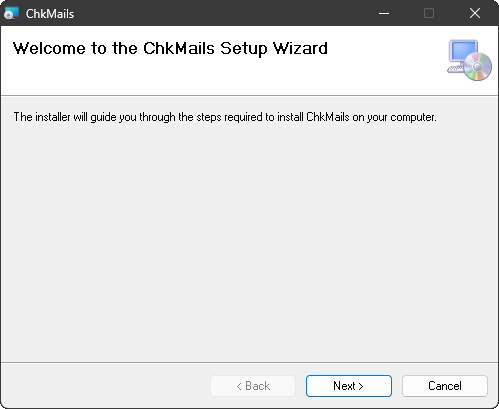 ChkMails
Welcome to the ChkMails Setup Wizard
The installer will guide you through the steps required to install ChkMails on your computer.
< Back
Next >
Cancel